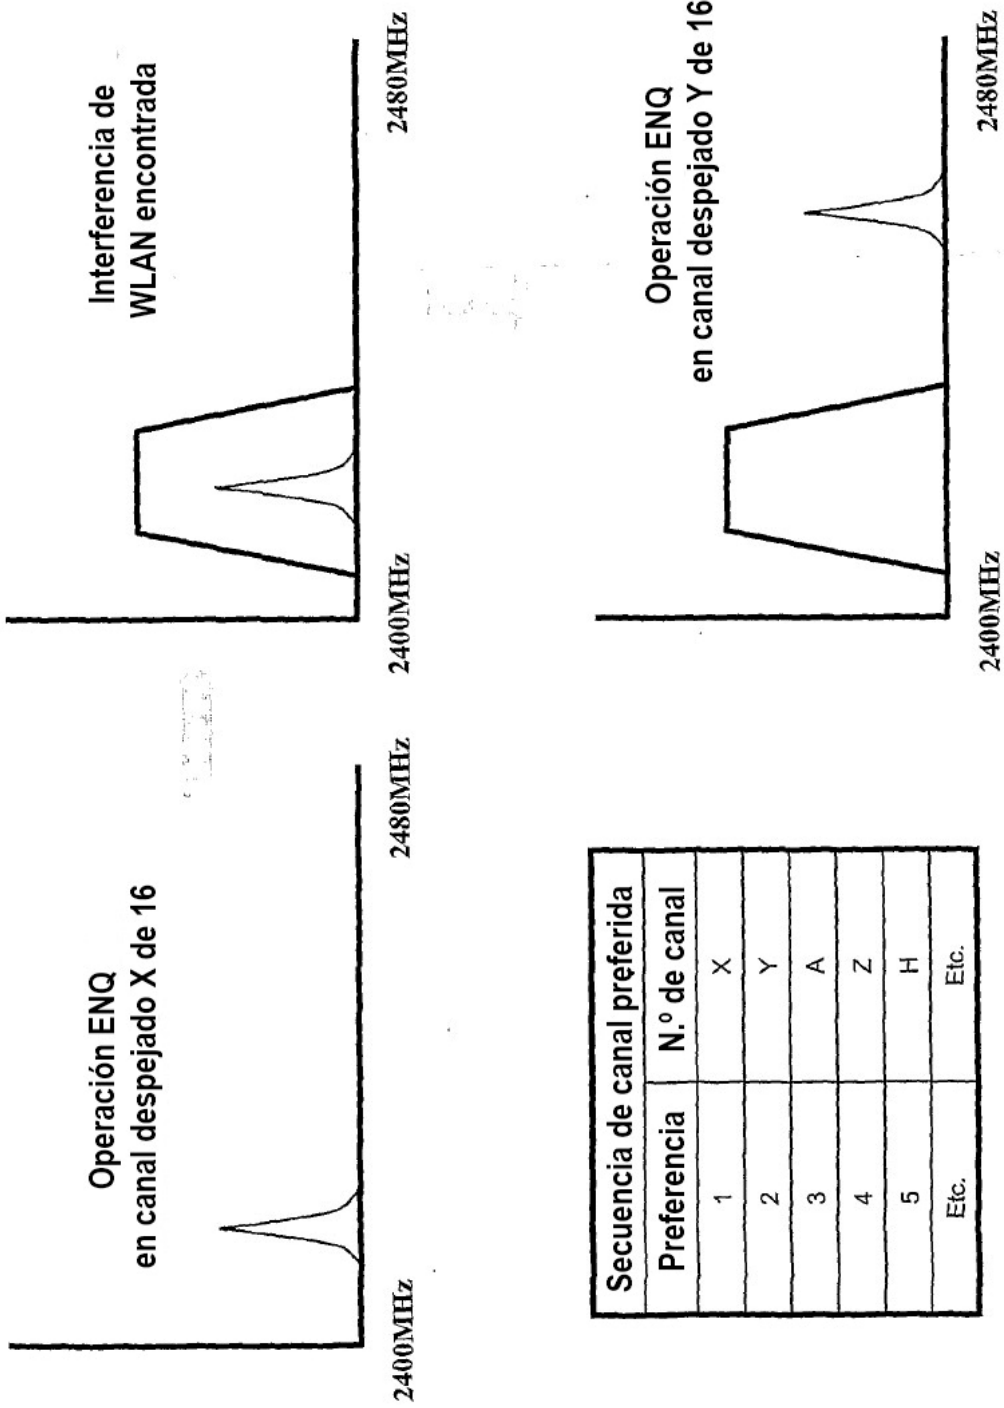 Operación ENQ
en canal despejado X de 16
2400MHz
2480MHz
Interferencia de
WLAN encontrada
2400MHz
2480MHz
Secuencia de canal preferida
Preferencia
N.º de canal
1
X
2
Y
3
A
4
Z
5
H
Etc.
Etc.
Operación ENQ
en canal despejado Y de 16
2400MHz
2480MHz